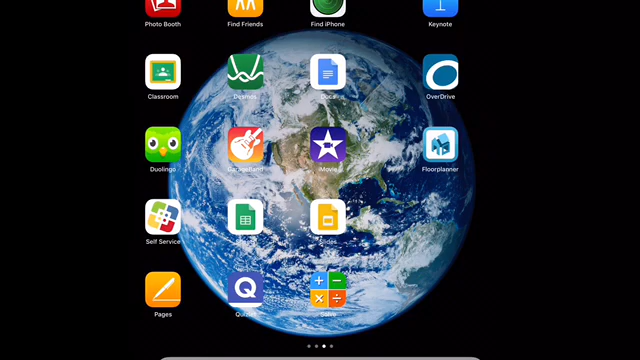 Photo Booth Find Friends Find iPhone Keynote
Classroom Desmos Docs OverDrive
Duolingo GarageBand iMovie Floorplanner
Self Service Slides
Pages Quizlet Solve